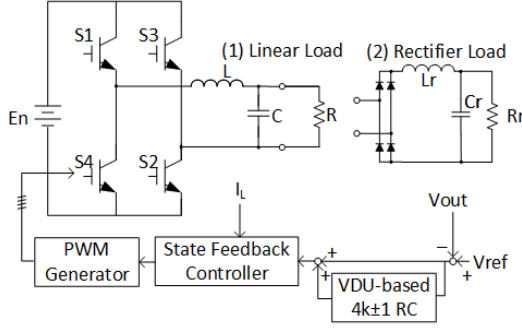 S1
S3
(1) Linear Load
(2) Rectifier Load
L
Lr
En
C
R
Cr
Rr
S4
S2
IL
Vout
PWM
Generator
State Feedback
Controller
+
+
−
+
Vref
VDU-based
4k±1 RC